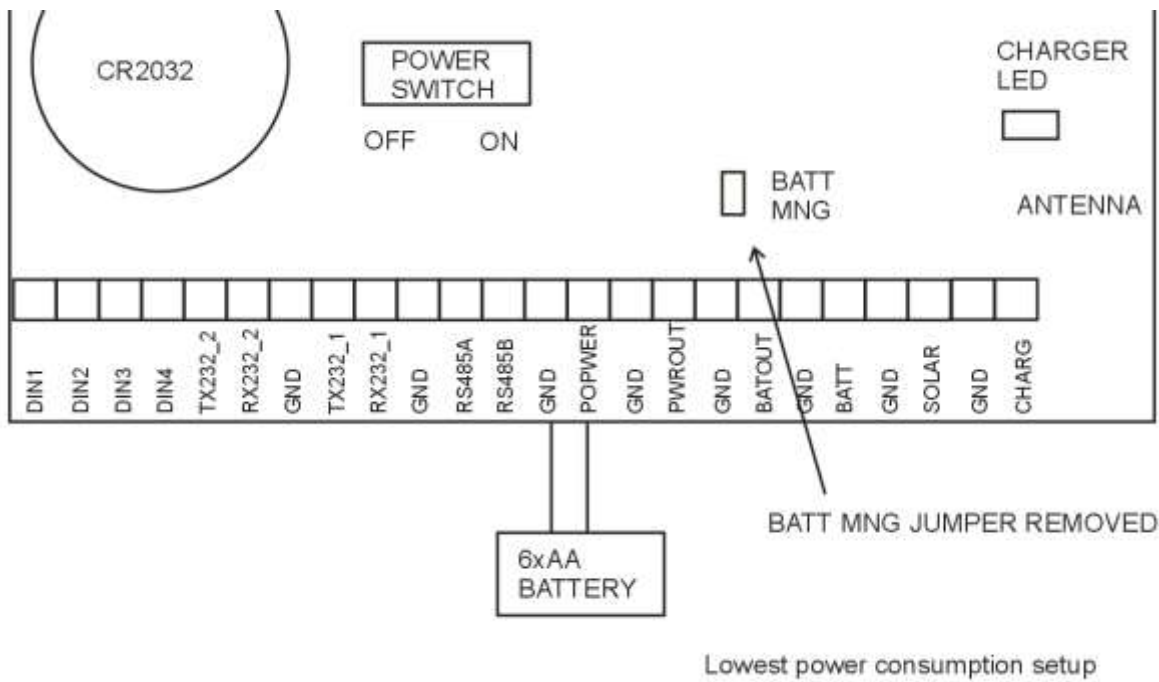 CR2032
POWER
SWITCH
OFF ON
CHARGER
LED
BATT
MNG
ANTENNA
DIN1
DIN2
DIN3
DIN4
TX232_2
RX232_2
GND
TX232_1
RX232_1
GND
RS485A
RS485B
GND
POPWER
GND
PWROUT
GND
BATOUT
GND
BATT
GND
SOLAR
GND
CHARG
BATT MNG JUMPER REMOVED
6xAA
BATTERY
Lowest power consumption setup